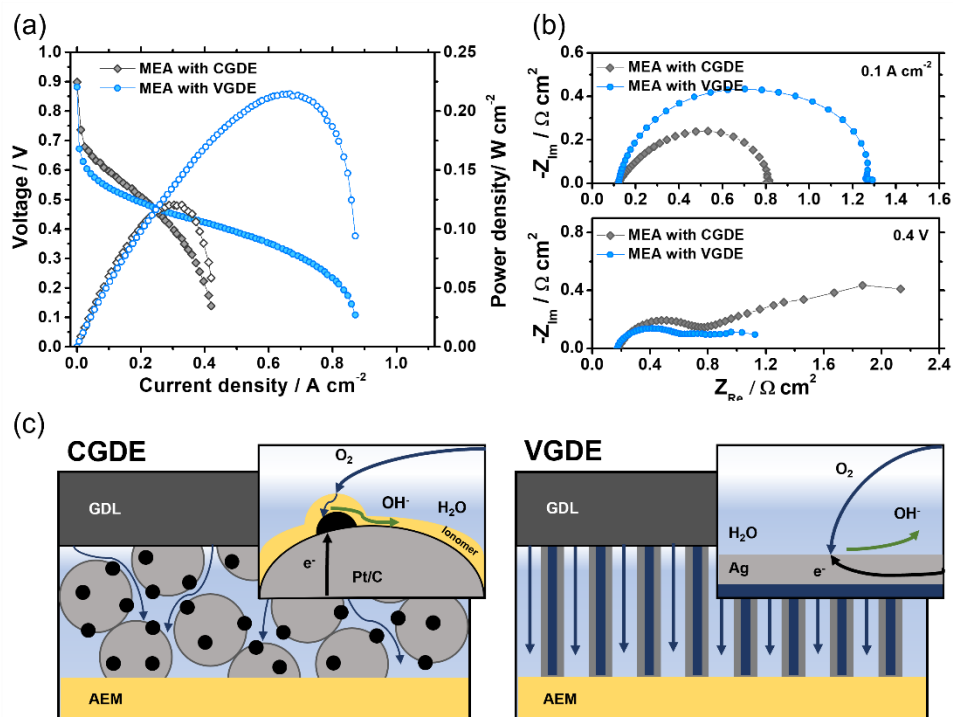 (a)
MEA with CGDE
MEA with VGDE
Voltage / V
1.0
0.9
0.8
0.7
0.6
0.5
0.4
0.3
0.2
0.1
0.0
0.0 0.2 0.4 0.6 0.8 1.0
Current density / A cm-2
0.25
0.20
0.15
0.10
0.05
0.00
Power density/ W cm-2
(b)
MEA with CGDE
MEA with VGDE
0.1 A cm-2
-ZIm / Ω cm2
0.6
0.4
0.2
0.0
0.0 0.2 0.4 0.6 0.8 1.0 1.2 1.4 1.6
MEA with CGDE
MEA with VGDE
0.4 V
-ZIm / Ω cm2
0.8
0.4
0.0
0.0 0.4 0.8 1.2 1.6 2.0 2.4
ZRe / Ω cm2
(c)
CGDE
GDL
AEM
O2
OH-
H2O
Ionomer
e-
Pt/C
VGDE
GDL
AEM
O2
OH-
H2O
e-
Ag